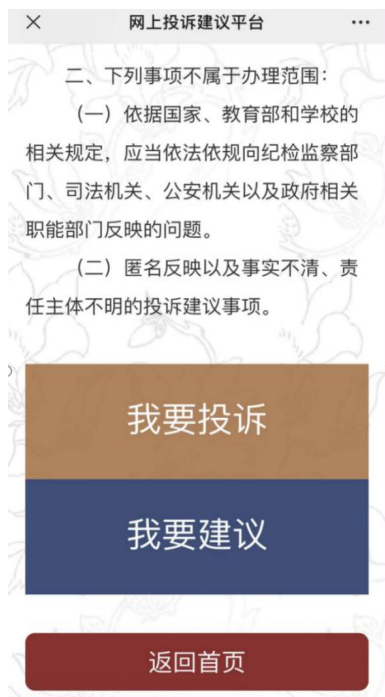 网上投诉建议平台
二、下列事项不属于办理范围：
（一）依据国家、教育部和学校的
相关规定，应当依法依规向纪检监察部
门、司法机关、公安机关以及政府相关
职能部门反映的问题。
（二）匿名反映以及事实不清、责
任主体不明的投诉建议事项。
我要投诉
我要建议
返回首页